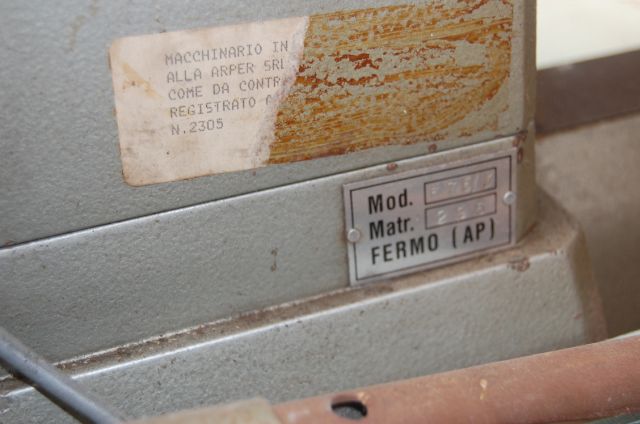 MACCHINARIO IN
ALLA ARPER SRL
COME DA CONTR
REGISTRATO A
N.2305
Mod.
Matr.
FERMO (AP)